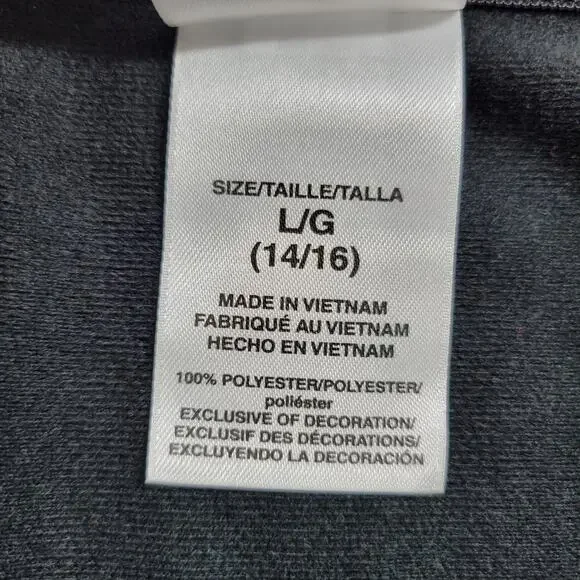 SIZE/TAILLE/TALLA
L/G
(14/16)
MADE IN VIETNAM
FABRIQUÉ AU VIETNAM
HECHO EN VIETNAM
100% POLYESTER/POLYESTER/
poliéster
EXCLUSIVE OF DECORATION/
EXCLUSIF DES DÉCORATIONS/
EXCLUYENDO LA DECORACIÓN